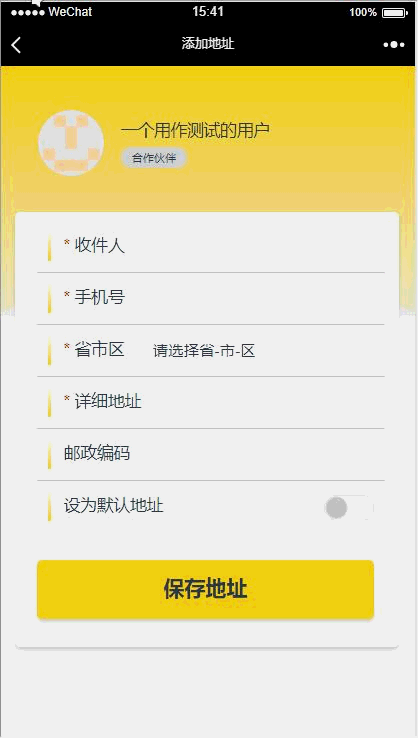 WeChat 15:41 100%
添加地址
一个用作测试的用户
合作伙伴
* 收件人
* 手机号
* 省市区 请选择省-市-区
* 详细地址
邮政编码
设为默认地址
保存地址